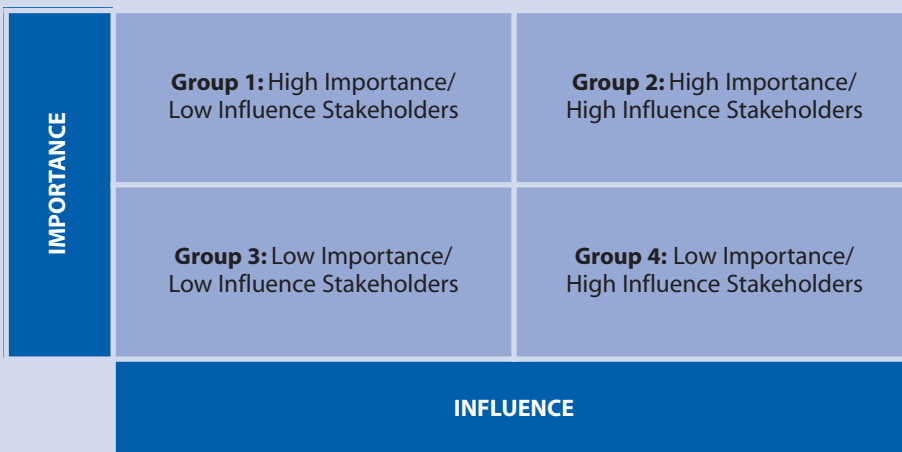 IMPORTANCE
Group 1: High Importance/
Low Influence Stakeholders
Group 2: High Importance/
High Influence Stakeholders
Group 3: Low Importance/
Low Influence Stakeholders
Group 4: Low Importance/
High Influence Stakeholders
INFLUENCE